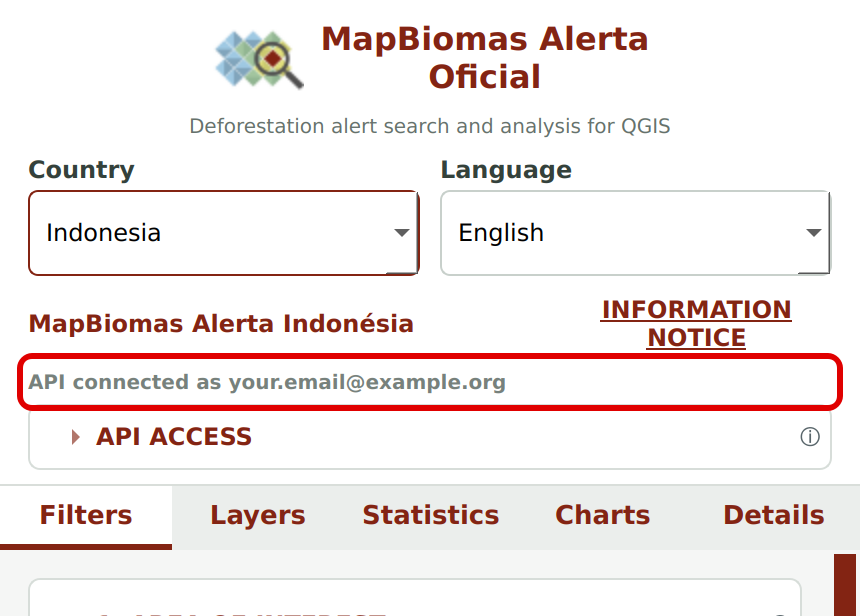 MapBiomas Alerta
Oficial
Deforestation alert search and analysis for QGIS
Country
Language
Indonesia
English
MapBiomas Alerta Indonésia
INFORMATION
NOTICE
API connected as your.email@example.org
API ACCESS
Filters
Layers
Statistics
Charts
Details